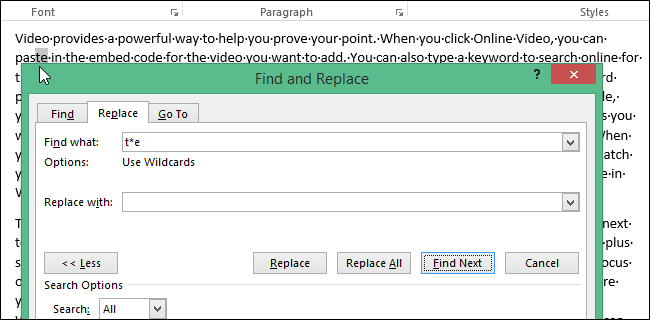 Font Paragraph Styles
Video·provides·a·powerful·way·to·help·you·prove·your·point.·When·you·click·Online·Video,·you·can·
paste·in·the·embed·code·for·the·video·you·want·to·add.·You·can·also·type·a·keyword·to·search·online·for·
Find and Replace ?
Find Replace Go To
Find what: t*e
Options: Use Wildcards
Replace with:
<< Less Replace Replace All Find Next Cancel
Search Options
Search: All
next·
plus·